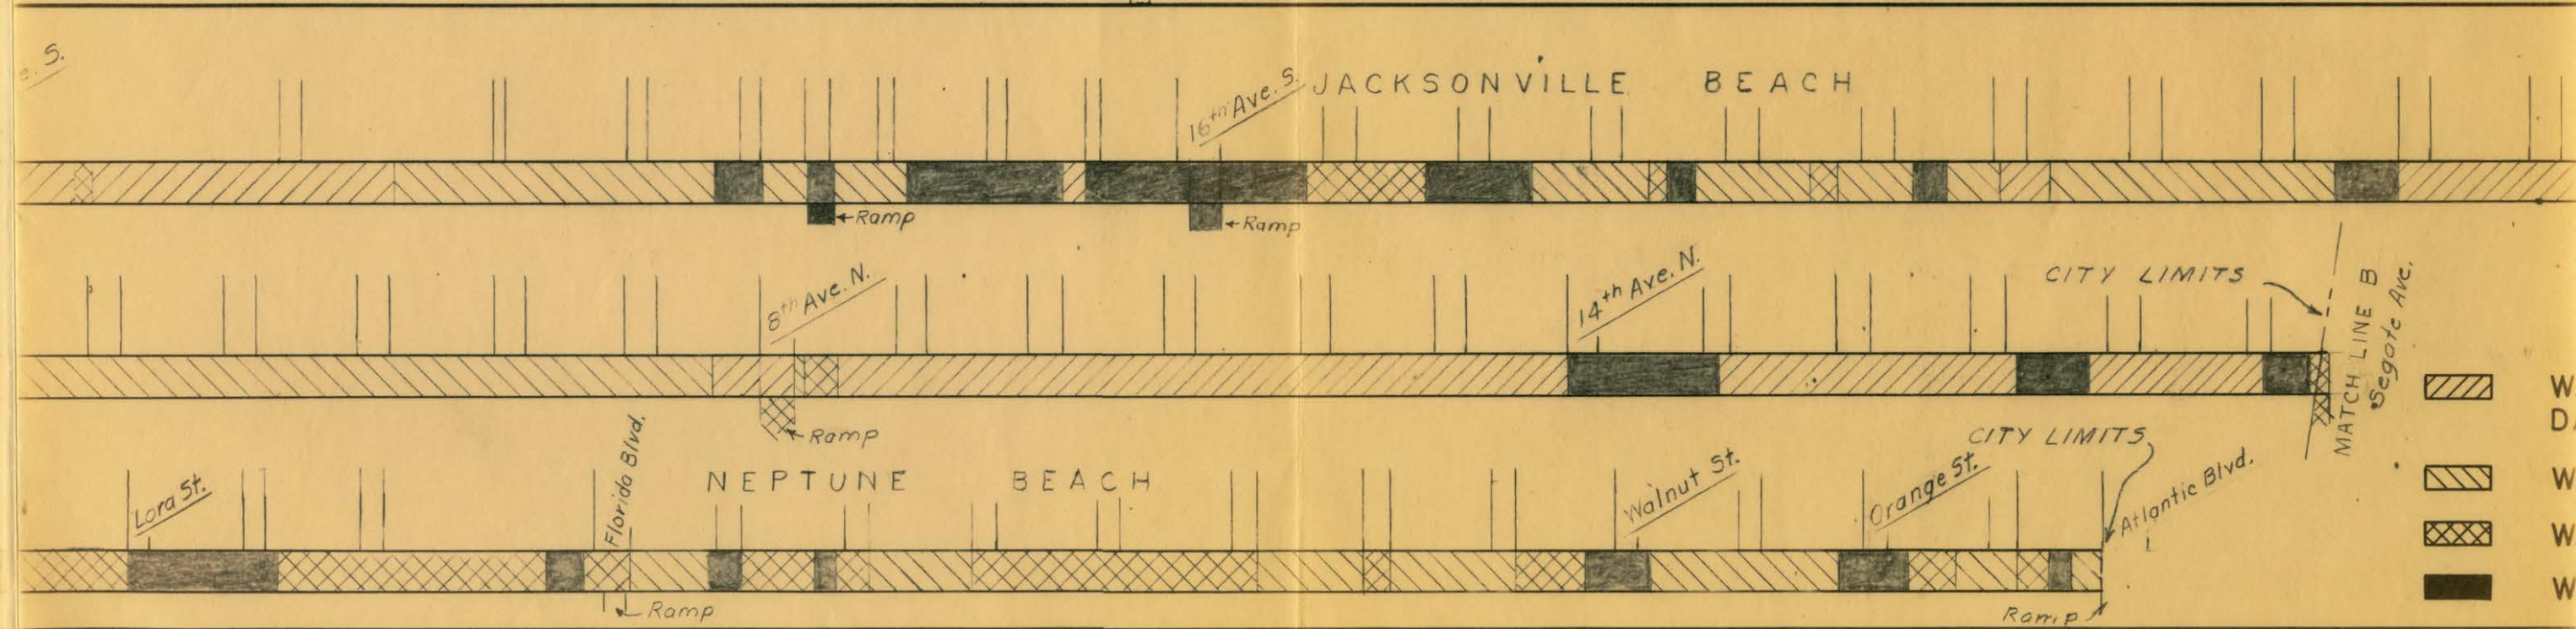 e. S.
16th Ave. S.
JACKSONVILLE BEACH
←Ramp
←Ramp
8th Ave. N.
14th Ave. N.
CITY LIMITS
MATCH LINE B
Segate Ave.
Ramp
W
DA
Lora St.
Florida Blvd.
NEPTUNE BEACH
Walnut St.
Orange St.
CITY LIMITS
Atlantic Blvd.
W
W
W
Ramp
Ramp